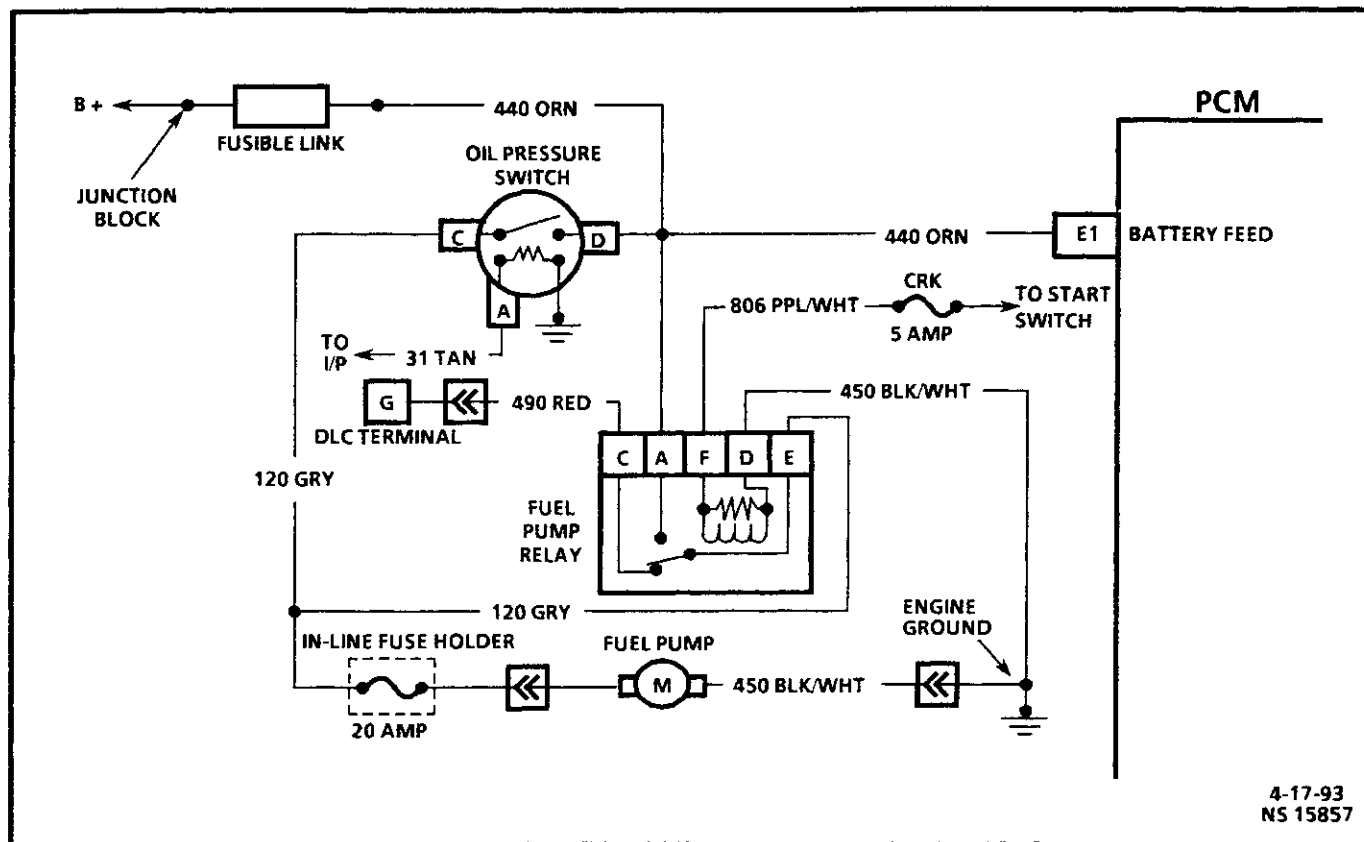 B +
FUSIBLE LINK
JUNCTION
BLOCK
440 ORN
OIL PRESSURE
SWITCH
C
D
A
440 ORN
PCM
E1
BATTERY FEED
806 PPL/WHT
CRK
5 AMP
TO START
SWITCH
TO
I/P
31 TAN
G
DLC TERMINAL
490 RED
450 BLK/WHT
C A F D E
120 GRY
FUEL
PUMP
RELAY
120 GRY
IN-LINE FUSE HOLDER
20 AMP
FUEL PUMP
M
450 BLK/WHT
ENGINE
GROUND
4-17-93
NS 15857